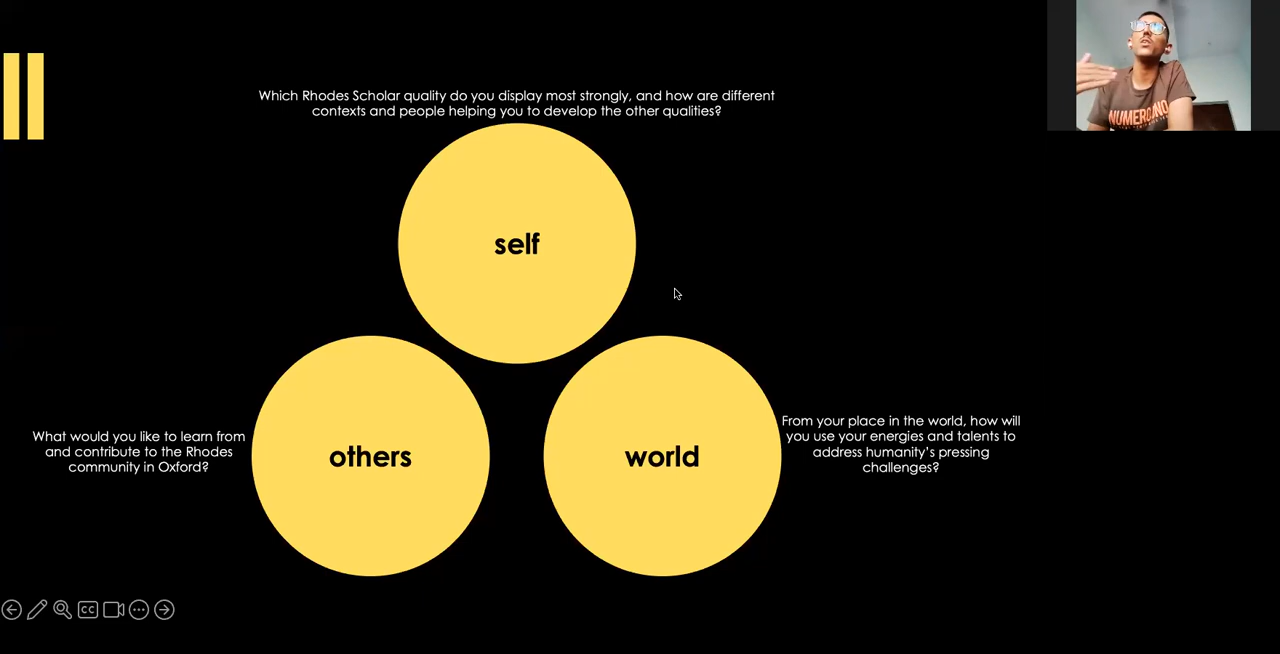 Which Rhodes Scholar quality do you display most strongly, and how are different
contexts and people helping you to develop the other qualities?
NUMERO UNO
self
others
world
What would you like to learn from
and contribute to the Rhodes
community in Oxford?
From your place in the world, how will
you use your energies and talents to
address humanity's pressing
challenges?
CC